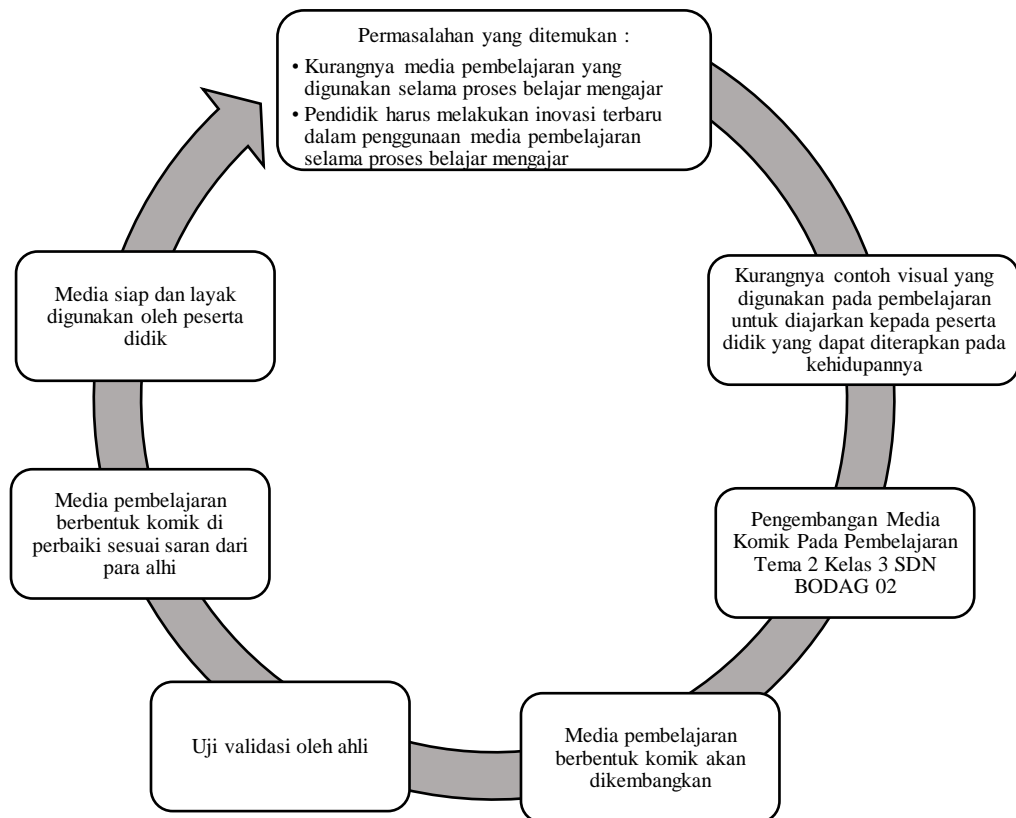 Permasalahan yang ditemukan :
• Kurangnya media pembelajaran yang
digunakan selama proses belajar mengajar
• Pendidik harus melakukan inovasi terbaru
dalam penggunaan media pembelajaran
selama proses belajar mengajar
Kurangnya contoh visual yang
digunakan pada pembelajaran
untuk diajarkan kepada peserta
didik yang dapat diterapkan pada
kehidupannya
Pengembangan Media
Komik Pada Pembelajaran
Tema 2 Kelas 3 SDN
BODAG 02
Media pembelajaran
berbentuk komik akan
dikembangkan
Uji validasi oleh ahli
Media pembelajaran
berbentuk komik di
perbaiki sesuai saran dari
para alhi
Media siap dan layak
digunakan oleh peserta
didik